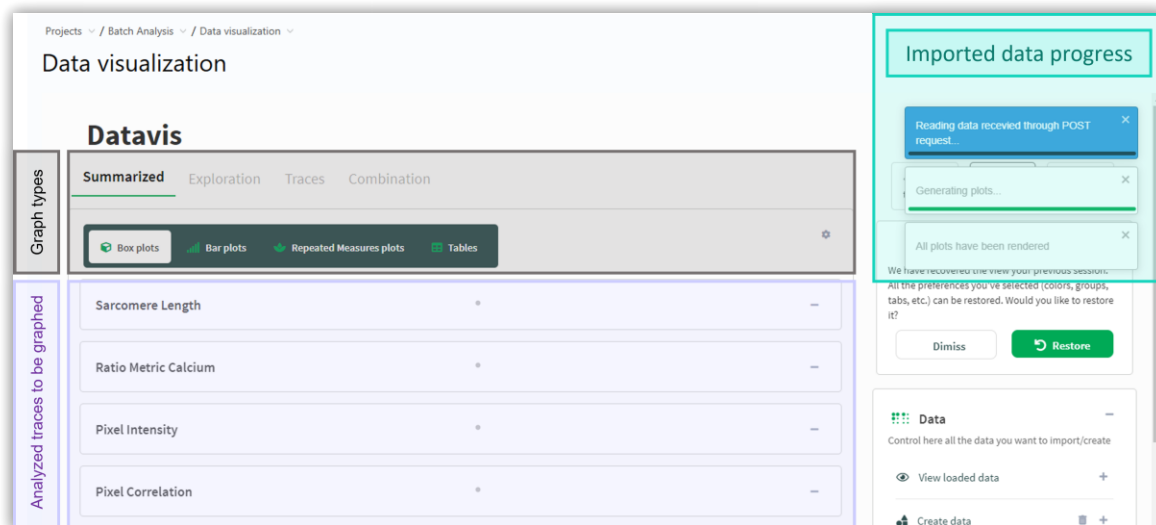 Projects / Batch Analysis / Data visualization
Data visualization
Imported data progress
Datavis
Graph types
Summarized Exploration Traces Combination
Box plots Bar plots Repeated Measures plots Tables
Analyzed traces to be graphed
Sarcomere Length
Ratio Metric Calcium
Pixel Intensity
Pixel Correlation
Reading data recevied through POST
request...
Generating plots...
All plots have been rendered
We have recovered the view your previous session.
All the preferences you've selected (colors, groups,
tabs, etc.) can be restored. Would you like to restore
it?
Dimiss Restore
Data
Control here all the data you want to import/create
View loaded data
Create data